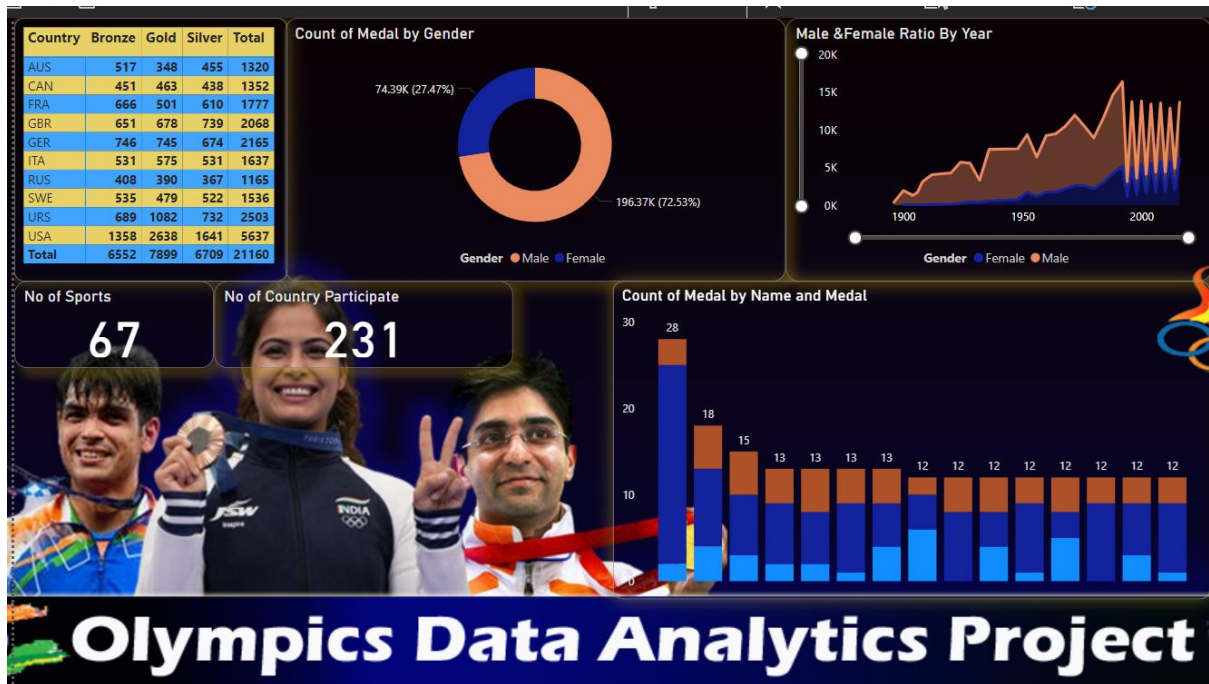 Country Bronze Gold Silver Total
AUS 517 348 455 1320
CAN 451 463 438 1352
FRA 666 501 610 1777
GBR 651 678 739 2068
GER 746 745 674 2165
ITA 531 575 531 1637
RUS 408 390 367 1165
SWE 535 479 522 1536
URS 689 1082 732 2503
USA 1358 2638 1641 5637
Total 6552 7899 6709 21160
Count of Medal by Gender
74.39K (27.47%)
196.37K (72.53%)
Gender Male Female
Male &Female Ratio By Year
20K
15K
10K
5K
0K
1900 1950 2000
Gender Female Male
No of Sports
67
No of Country Participate
231
JSW
Inspire
INDIA
Count of Medal by Name and Medal
30
20
10
0
28 18 15 13 13 13 13 12 12 12 12 12 12 12 12
Olympics Data Analytics Project